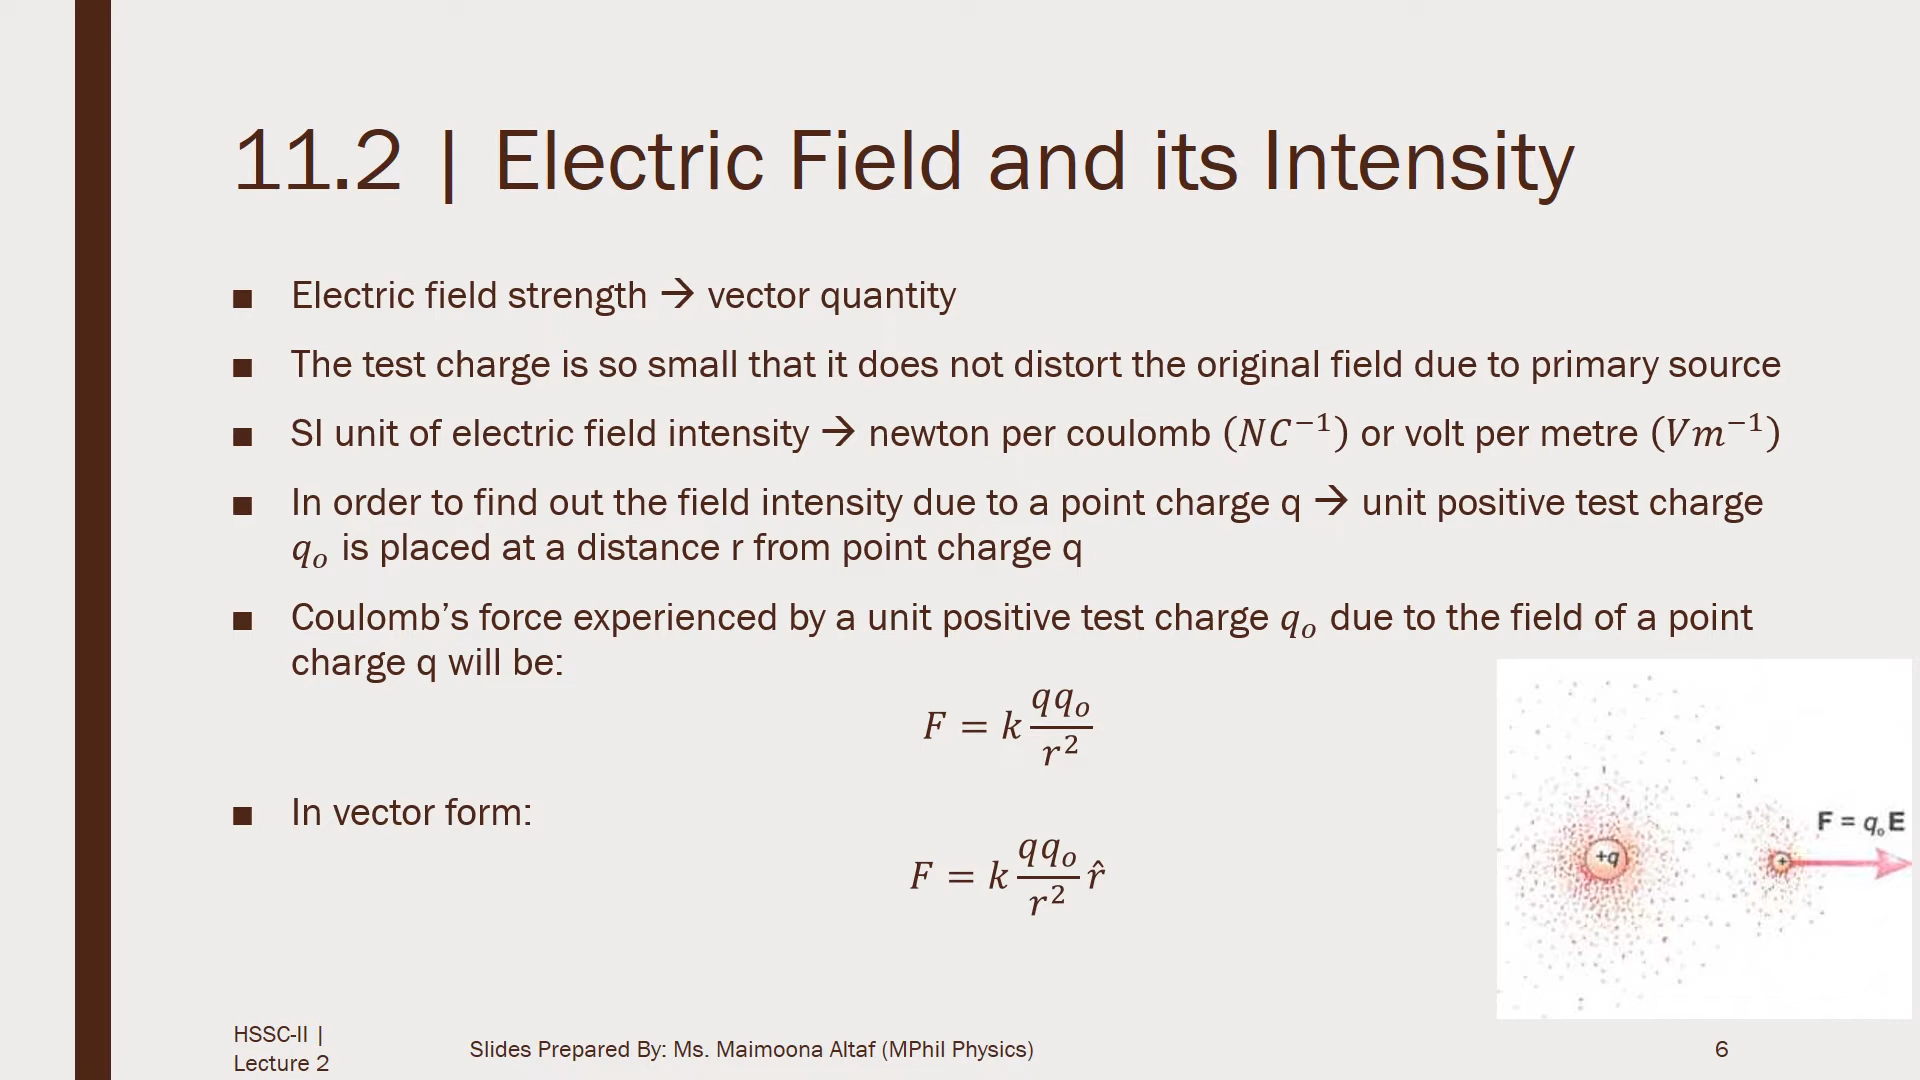 11.2 | Electric Field and its Intensity
■ Electric field strength → vector quantity
■ The test charge is so small that it does not distort the original field due to primary source
■ SI unit of electric field intensity → newton per coulomb (NC⁻¹) or volt per metre (Vm⁻¹)
■ In order to find out the field intensity due to a point charge q → unit positive test charge
qₒ is placed at a distance r from point charge q
■ Coulomb’s force experienced by a unit positive test charge qₒ due to the field of a point
charge q will be:
F = k qqₒ / r²
■ In vector form:
F = k qqₒ / r² r̂
F = qₒE
+q
+
HSSC-II |
Lecture 2
Slides Prepared By: Ms. Maimoona Altaf (MPhil Physics)
6